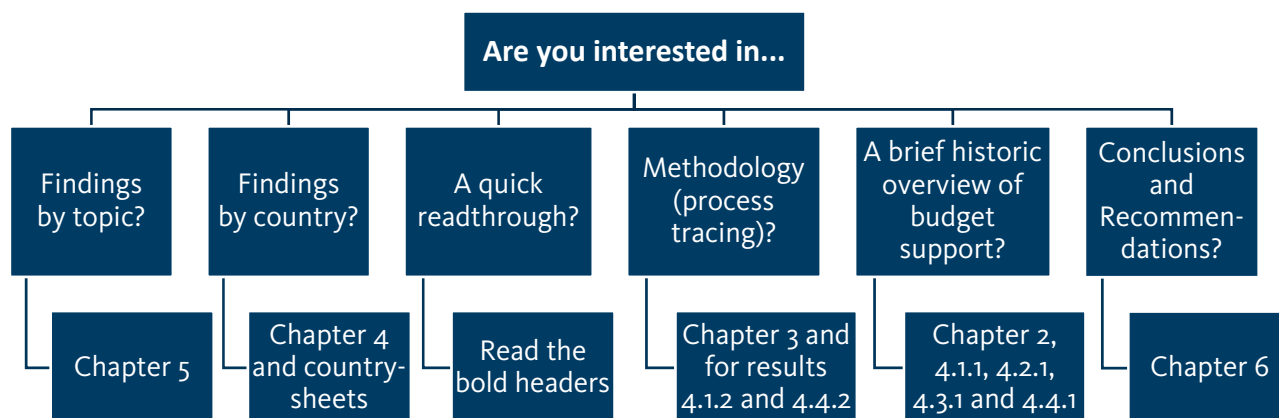 Are you interested in...
Findings
by topic?
Findings
by country?
A quick
readthrough?
Methodology
(process
tracing)?
A brief historic
overview of
budget
support?
Conclusions
and
Recommen-
dations?
Chapter 5
Chapter 4
and country-
sheets
Read the
bold headers
Chapter 3 and
for results
4.1.2 and 4.4.2
Chapter 2,
4.1.1, 4.2.1,
4.3.1 and 4.4.1
Chapter 6